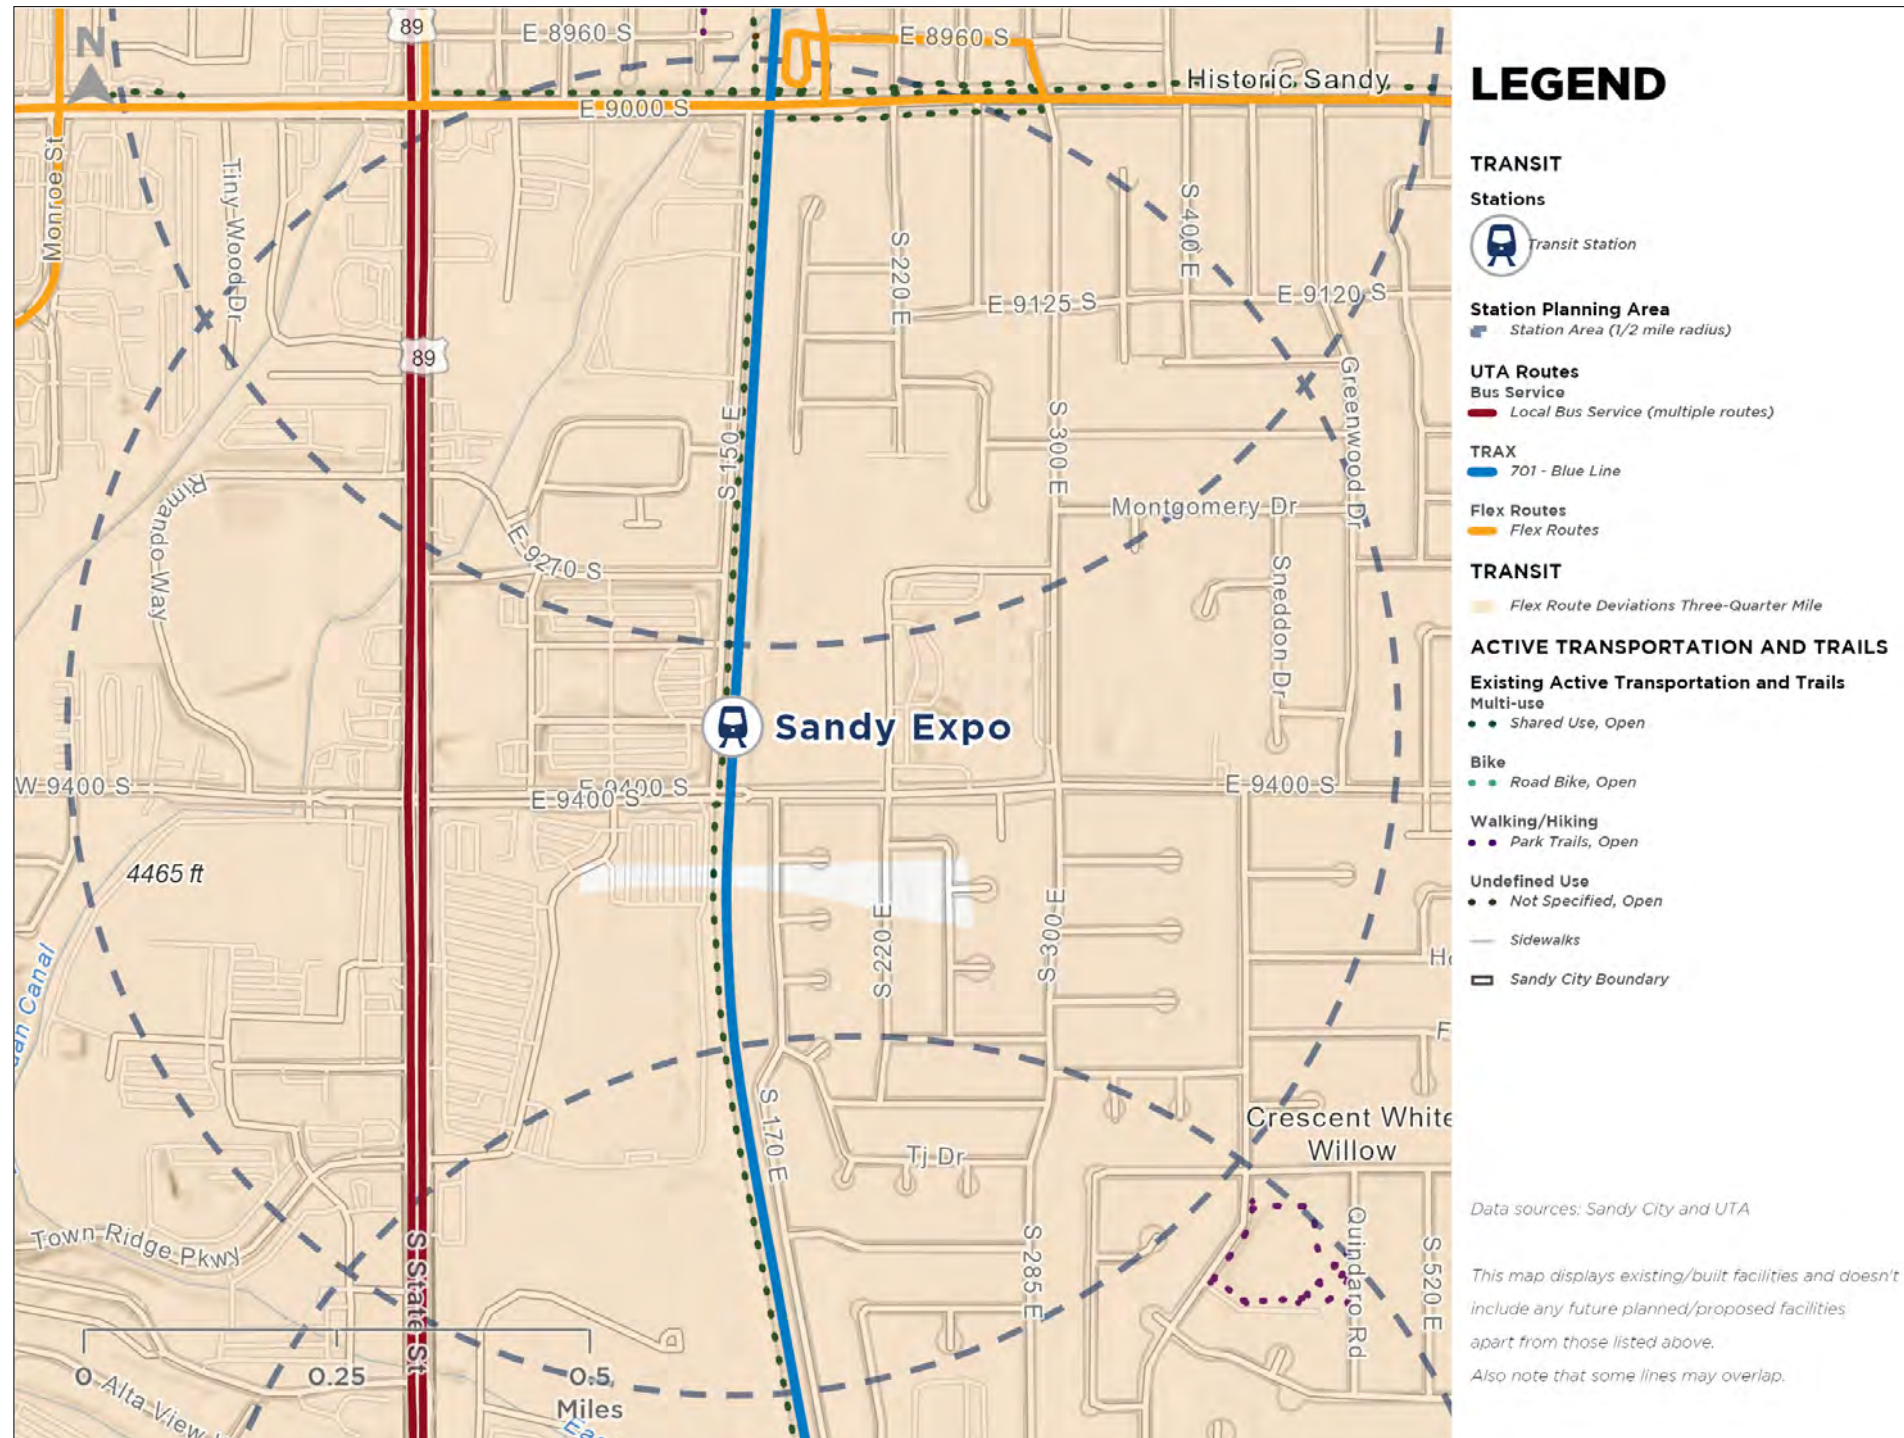 N
89
E 8960 S
E 8960 S
Historic Sandy
E 9000 S
Monroe St
Tiny Wood Dr
S 220 E
S 400 E
E 9125 S
E 9120 S
89
Greenwood Dr
S 150 E
S 300 E
Rimando Way
Montgomery Dr
E 9270 S
Snedon Dr
Sandy Expo
W 9400 S
E 9400 S
E 9400 S
E 9400 S
4465 ft
S 220 E
S 300 E
Canal
S 170 E
Crescent White
Willow
Tj Dr
Town Ridge Pkwy
S State St
S 285 E
Quindaro Rd
S 520 E
0
0.25
0.5
Miles
Alta View
LEGEND
TRANSIT
Stations
Transit Station
Station Planning Area
Station Area (1/2 mile radius)
UTA Routes
Bus Service
Local Bus Service (multiple routes)
TRAX
701 - Blue Line
Flex Routes
Flex Routes
TRANSIT
Flex Route Deviations Three-Quarter Mile
ACTIVE TRANSPORTATION AND TRAILS
Existing Active Transportation and Trails
Multi-use
Shared Use, Open
Bike
Road Bike, Open
Walking/Hiking
Park Trails, Open
Undefined Use
Not Specified, Open
Sidewalks
Sandy City Boundary
Data sources: Sandy City and UTA
This map displays existing/built facilities and doesn't
include any future planned/proposed facilities
apart from those listed above.
Also note that some lines may overlap.